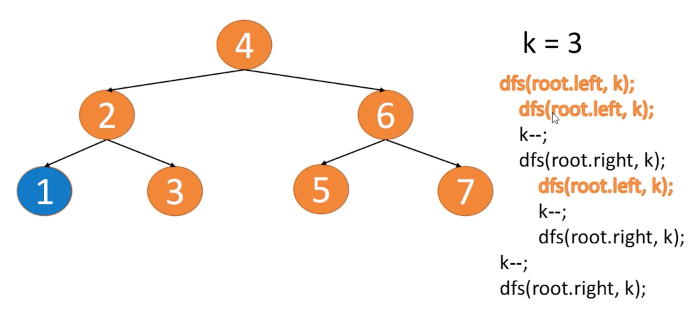 4
k = 3
2
6
1
3
5
7
dfs(root.left, k);
dfs(root.left, k);
k--;
dfs(root.right, k);
dfs(root.left, k);
k--;
dfs(root.right, k);
k--;
dfs(root.right, k);